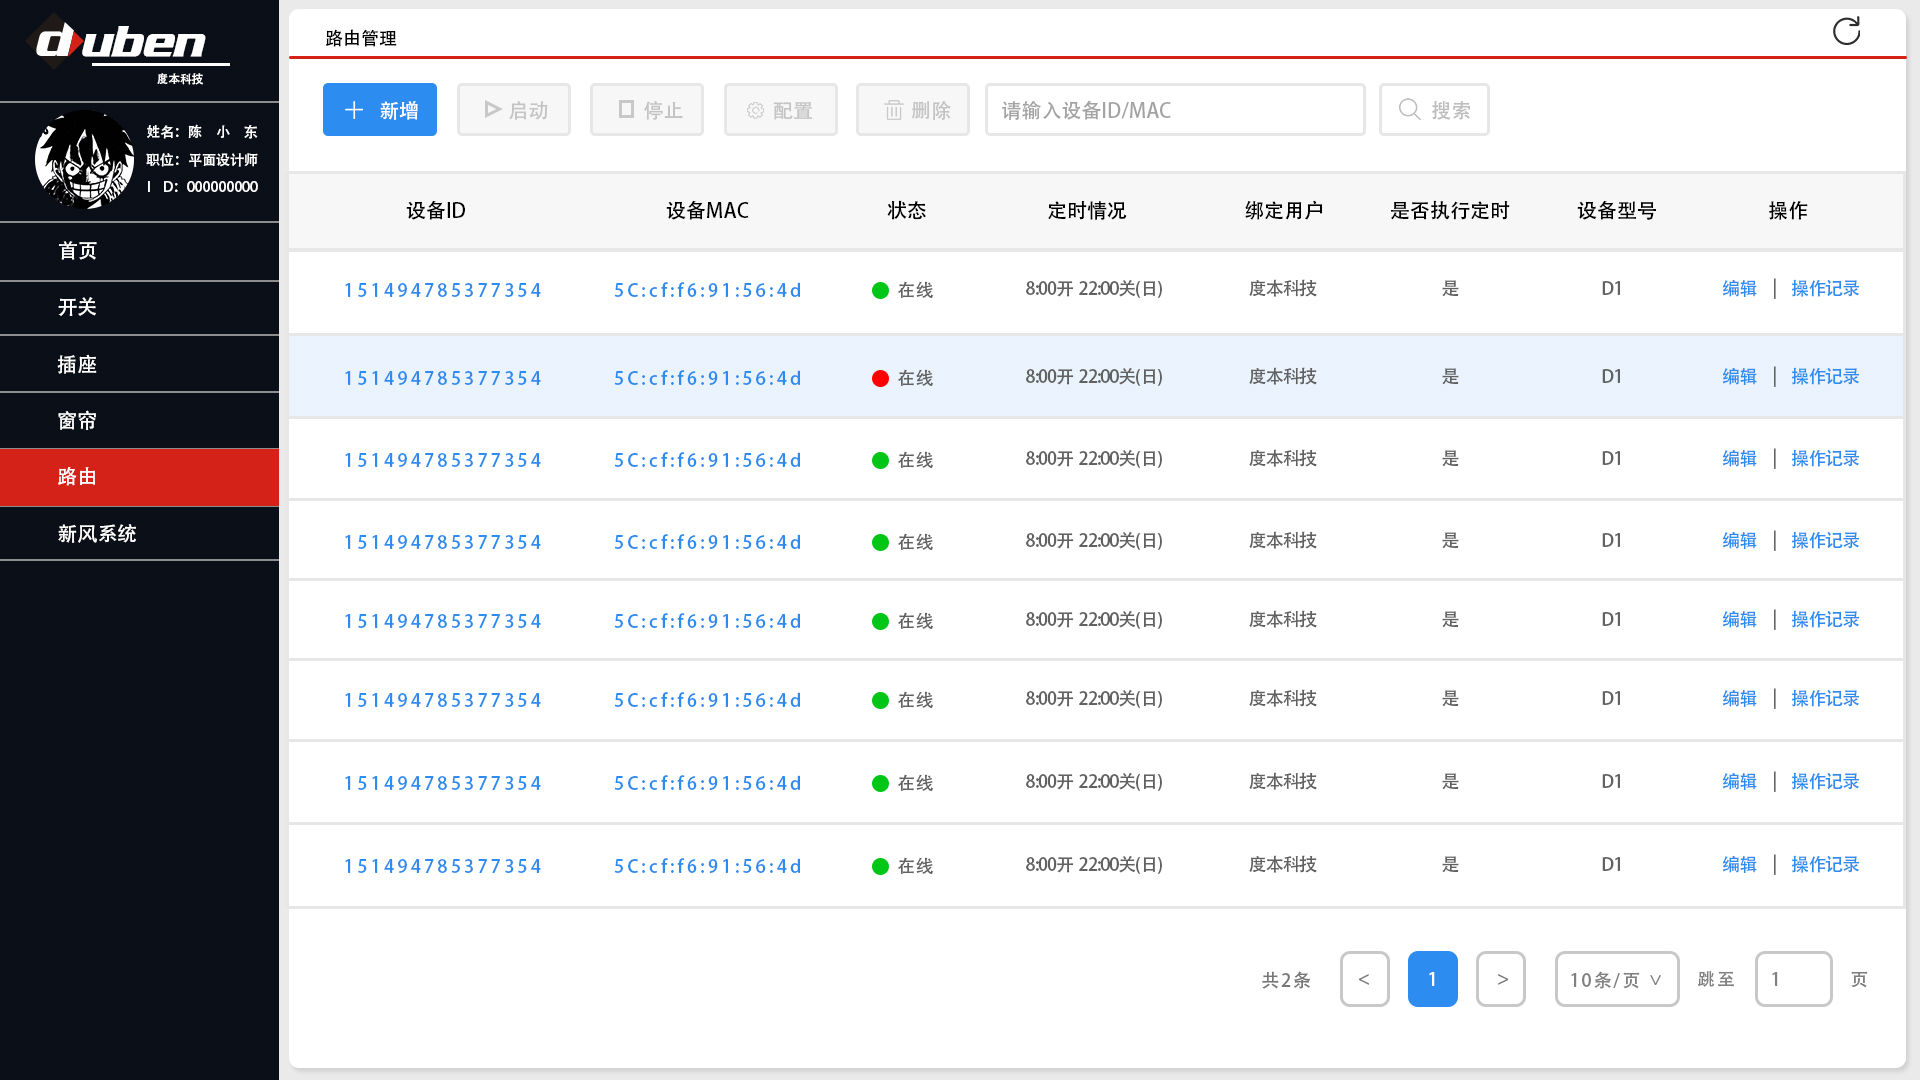 duben
度本科技
姓名：陈 小 东
职位：平面设计师
I D：000000000
首页
开关
插座
窗帘
路由
新风系统
路由管理
新增 启动 停止 配置 删除 请输入设备ID/MAC 搜索
设备ID 设备MAC 状态 定时情况 绑定用户 是否执行定时 设备型号 操作
151494785377354 5C:cf:f6:91:56:4d 在线 8:00开 22:00关(日) 度本科技 是 D1 编辑 | 操作记录
151494785377354 5C:cf:f6:91:56:4d 在线 8:00开 22:00关(日) 度本科技 是 D1 编辑 | 操作记录
151494785377354 5C:cf:f6:91:56:4d 在线 8:00开 22:00关(日) 度本科技 是 D1 编辑 | 操作记录
151494785377354 5C:cf:f6:91:56:4d 在线 8:00开 22:00关(日) 度本科技 是 D1 编辑 | 操作记录
151494785377354 5C:cf:f6:91:56:4d 在线 8:00开 22:00关(日) 度本科技 是 D1 编辑 | 操作记录
151494785377354 5C:cf:f6:91:56:4d 在线 8:00开 22:00关(日) 度本科技 是 D1 编辑 | 操作记录
151494785377354 5C:cf:f6:91:56:4d 在线 8:00开 22:00关(日) 度本科技 是 D1 编辑 | 操作记录
151494785377354 5C:cf:f6:91:56:4d 在线 8:00开 22:00关(日) 度本科技 是 D1 编辑 | 操作记录
共2条 < 1 > 10条/页 ∨ 跳至 1 页